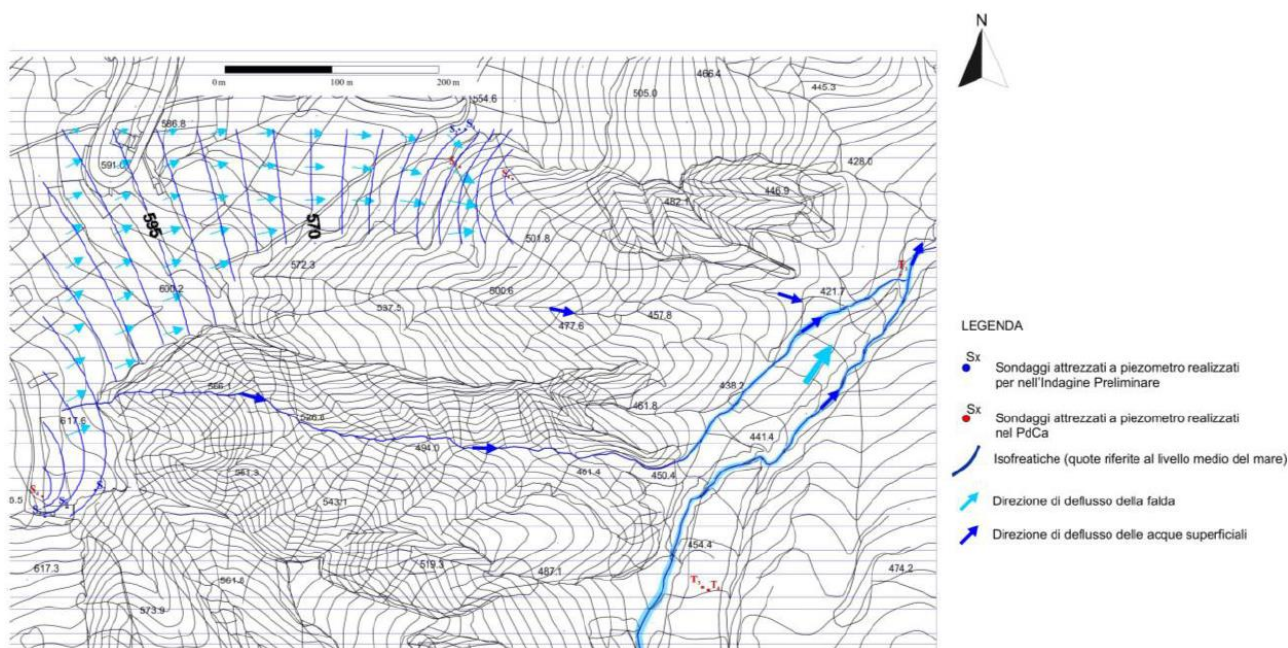 N
0 m
100 m
200 m
466.4
505.0
445.3
554.6
586.8
591.0
428.0
446.9
482.1
595
570
501.8
572.3
600.2
500.6
421.7
537.5
477.6
457.8
566.1
438.2
461.8
617.6
494.0
441.4
450.4
461.4
561.3
543.1
454.4
519.3
487.1
474.2
617.3
561.6
573.9
LEGENDA
Sx
Sondaggi attrezzati a piezometro realizzati
per nell'Indagine Preliminare
Sx
Sondaggi attrezzati a piezometro realizzati
nel PdCa
Isofreatiche (quote riferite al livello medio del mare)
Direzione di deflusso della falda
Direzione di deflusso delle acque superficiali